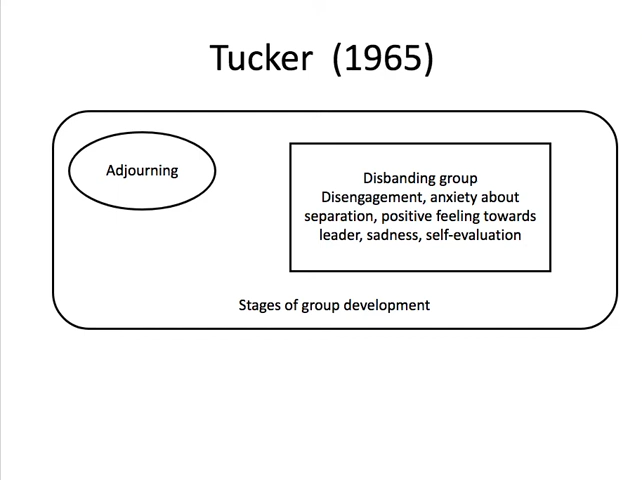 Tucker (1965)
Adjourning
Disbanding group
Disengagement, anxiety about
separation, positive feeling towards
leader, sadness, self-evaluation
Stages of group development